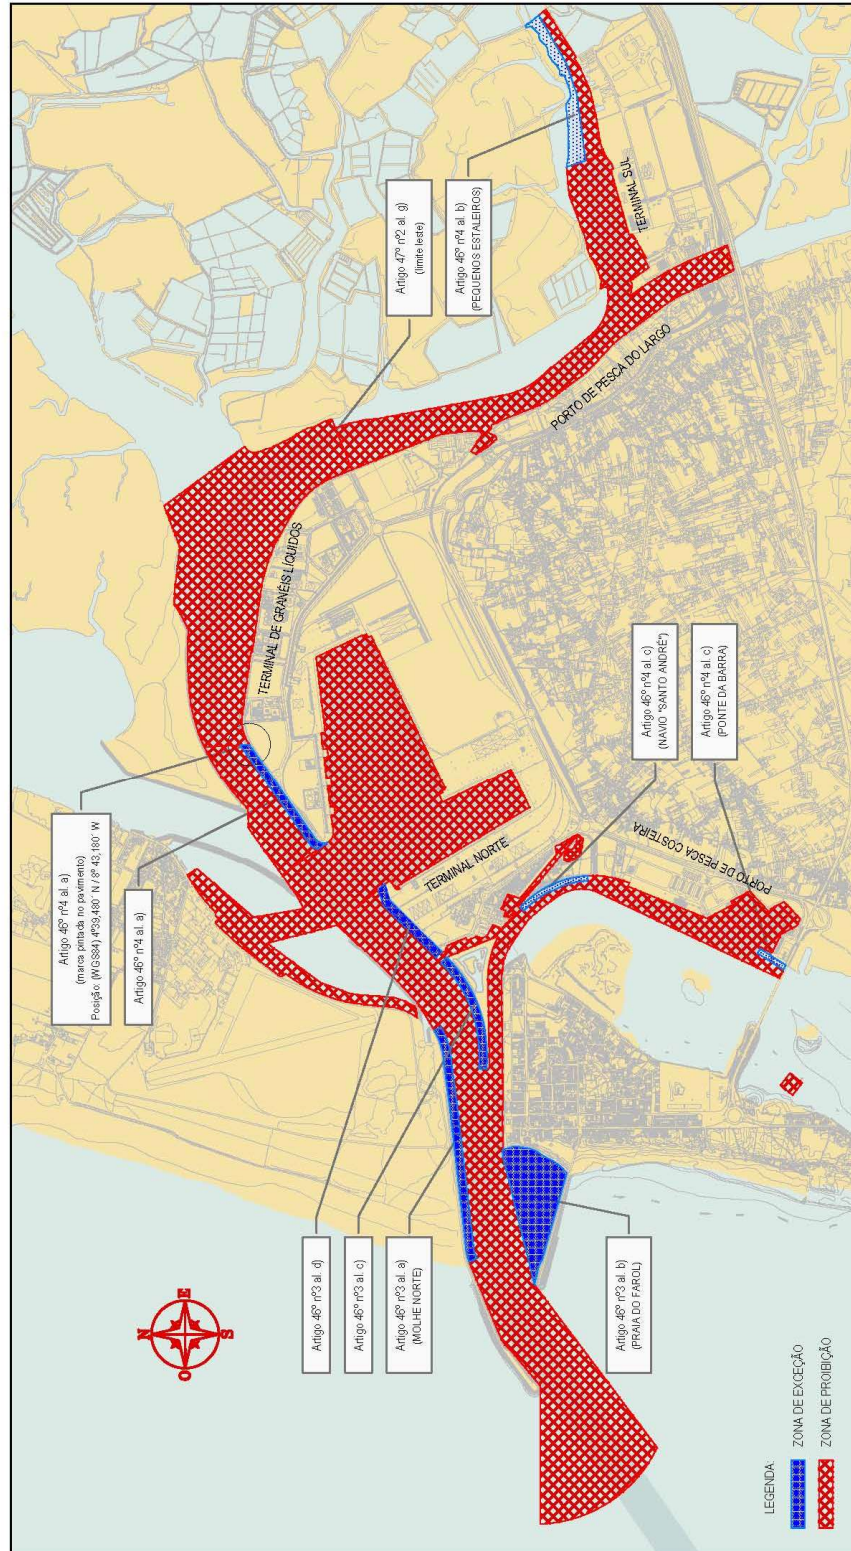 Artigo 46º nº4 al. a)
(marca pintada no pavimento)
Posição: (WGS84) 4º39,480' N / 8º 43,180' W
Artigo 46º nº4 al. a)
Artigo 47º nº2 al. g)
(limite leste)
Artigo 46º nº4 al. b)
(PEQUENOS ESTALEIROS)
TERMINAL SUL
PORTO DE PESCA DO LARGO
TERMINAL DE GRANÉIS LÍQUIDOS
TERMINAL NORTE
PORTO DE PESCA COSTEIRA
Artigo 46º nº4 al. c)
(NAVIO "SANTO ANDRÉ")
Artigo 46º nº4 al. c)
(PONTE DA BARRA)
N
E
S
O
Artigo 46º nº3 al. d)
Artigo 46º nº3 al. c)
Artigo 46º nº3 al. a)
(MOLHE NORTE)
Artigo 46º nº3 al. b)
(PRAIA DO FAROL)
LEGENDA:
ZONA DE EXCEÇÃO
ZONA DE PROIBIÇÃO